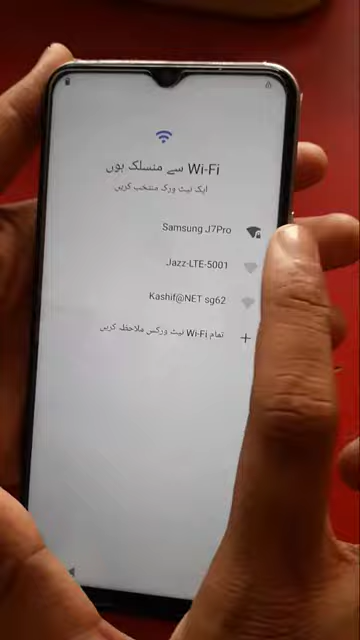 Wi-Fi سے منسلک ہوں
ایک نیٹ ورک منتخب کریں
Samsung J7Pro
Jazz-LTE-5001
Kashif@NET sg62
تمام Wi-Fi نیٹ ورکس ملاحظہ کریں